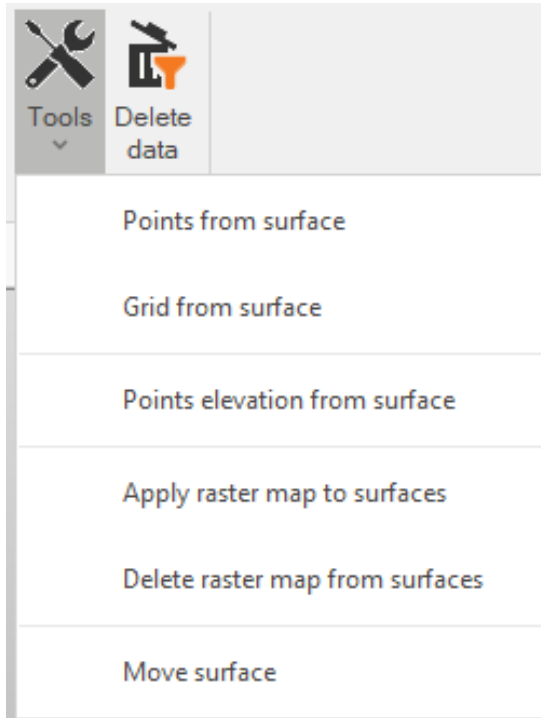 Tools
Delete
data
Points from surface
Grid from surface
Points elevation from surface
Apply raster map to surfaces
Delete raster map from surfaces
Move surface